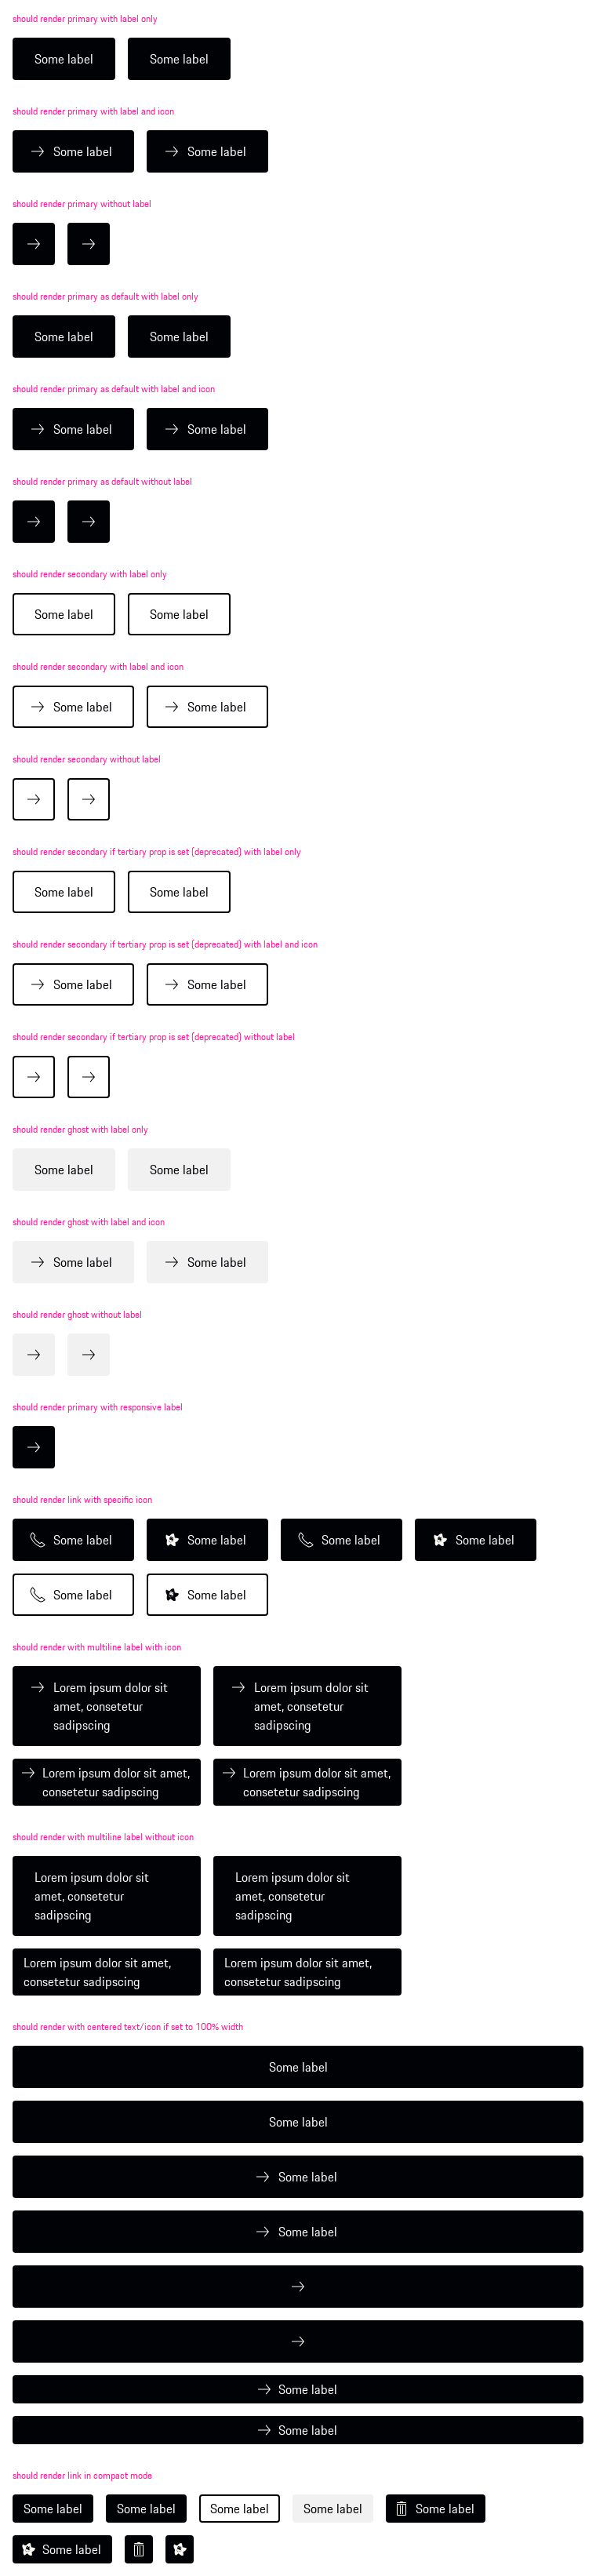 should render primary with label only
Some label Some label
should render primary with label and icon
Some label Some label
should render primary without label
should render primary as default with label only
Some label Some label
should render primary as default with label and icon
Some label Some label
should render primary as default without label
should render secondary with label only
Some label Some label
should render secondary with label and icon
Some label Some label
should render secondary without label
should render secondary if tertiary prop is set (deprecated) with label only
Some label Some label
should render secondary if tertiary prop is set (deprecated) with label and icon
Some label Some label
should render secondary if tertiary prop is set (deprecated) without label
should render ghost with label only
Some label Some label
should render ghost with label and icon
Some label Some label
should render ghost without label
should render primary with responsive label
should render link with specific icon
Some label Some label Some label Some label
Some label Some label
should render with multiline label with icon
Lorem ipsum dolor sit
amet, consetetur
sadipscing
Lorem ipsum dolor sit
amet, consetetur
sadipscing
Lorem ipsum dolor sit amet,
consetetur sadipscing
Lorem ipsum dolor sit amet,
consetetur sadipscing
should render with multiline label without icon
Lorem ipsum dolor sit
amet, consetetur
sadipscing
Lorem ipsum dolor sit
amet, consetetur
sadipscing
Lorem ipsum dolor sit amet,
consetetur sadipscing
Lorem ipsum dolor sit amet,
consetetur sadipscing
should render with centered text/icon if set to 100% width
Some label
Some label
Some label
Some label
Some label
Some label
should render link in compact mode
Some label Some label Some label Some label Some label
Some label